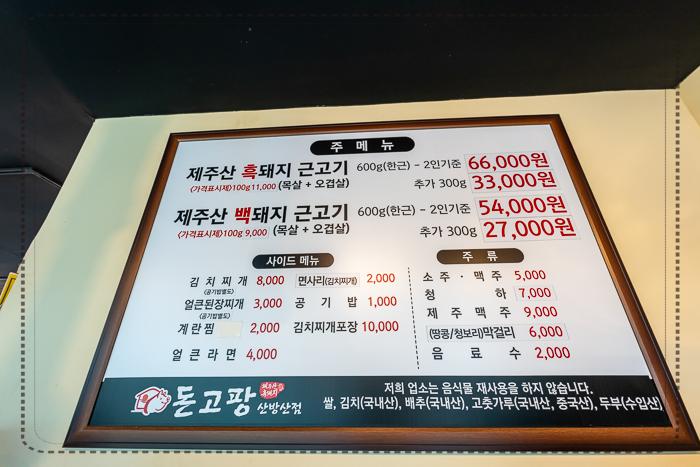 주 메 뉴
제주산 흑돼지 근고기 600g(한근) - 2인기준 66,000원
(가격표시제)100g 11,000 (목살 + 오겹살) 추가 300g 33,000원
제주산 백돼지 근고기 600g(한근) - 2인기준 54,000원
(가격표시제)100g 9,000 (목살 + 오겹살) 추가 300g 27,000원
사이드 메뉴
김 치 찌 개 8,000 면사리(김치찌개) 2,000
(공기밥별도)
얼큰된장찌개 3,000 공 기 밥 1,000
(공기밥별도)
계란찜 2,000 김치찌개포장 10,000
얼 큰 라 면 4,000
주 류
소 주 · 맥 주 5,000
청 하 7,000
제 주 맥 주 9,000
(땅콩/청보리)막걸리 6,000
음 료 수 2,000
돈고팡 산방산점
저희 업소는 음식물 재사용을 하지 않습니다.
쌀, 김치(국내산), 배추(국내산), 고춧가루(국내산, 중국산), 두부(수입산)